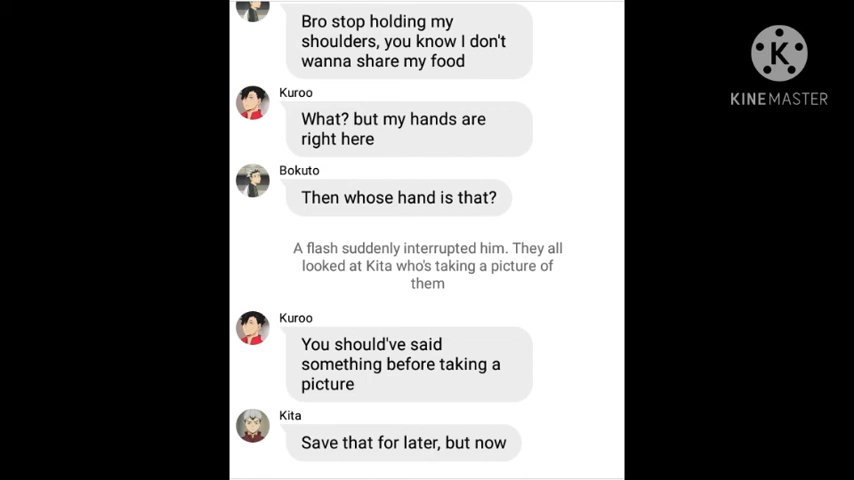 Bro stop holding my
shoulders, you know I don't
wanna share my food
Kuroo
What? but my hands are
right here
Bokuto
Then whose hand is that?
A flash suddenly interrupted him. They all
looked at Kita who's taking a picture of
them
Kuroo
You should've said
something before taking a
picture
Kita
Save that for later, but now
K
KINEMASTER